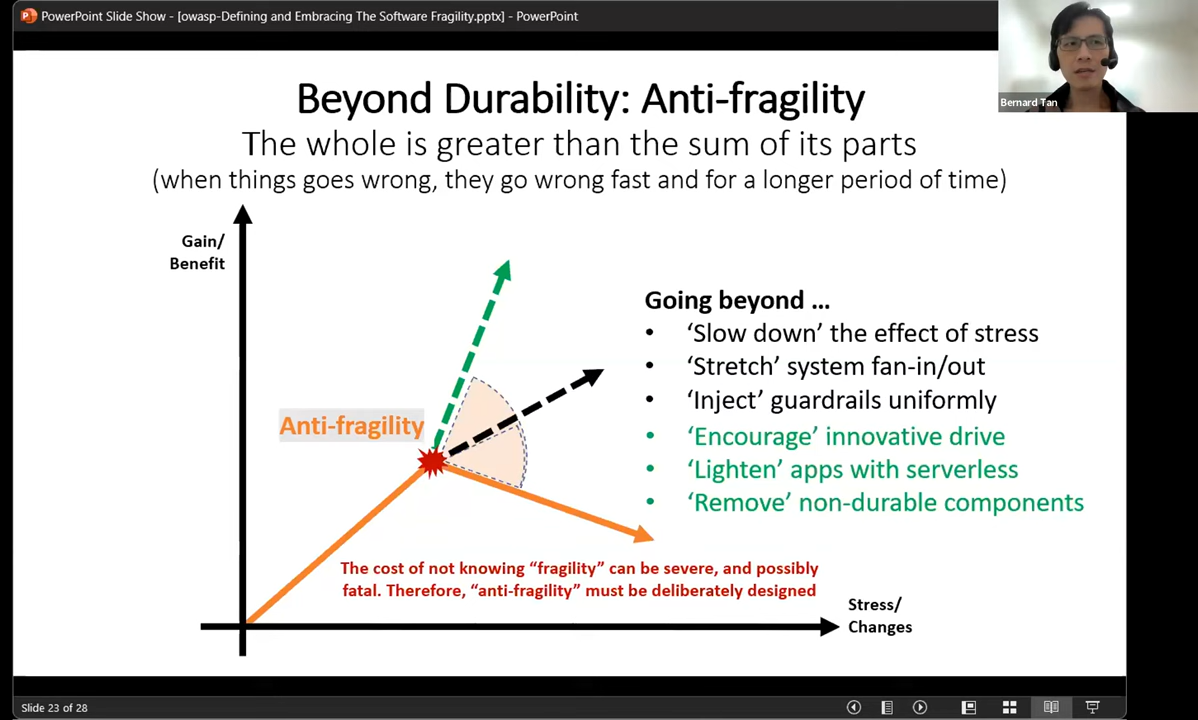 PowerPoint Slide Show - [owasp-Defining and Embracing The Software Fragility.pptx] - PowerPoint
Bernard Tan
Beyond Durability: Anti-fragility
The whole is greater than the sum of its parts
(when things goes wrong, they go wrong fast and for a longer period of time)
Gain/
Benefit
Anti-fragility
Going beyond ...
• ‘Slow down’ the effect of stress
• ‘Stretch’ system fan-in/out
• ‘Inject’ guardrails uniformly
• ‘Encourage’ innovative drive
• ‘Lighten’ apps with serverless
• ‘Remove’ non-durable components
The cost of not knowing “fragility” can be severe, and possibly
fatal. Therefore, “anti-fragility” must be deliberately designed
Stress/
Changes
Slide 23 of 28